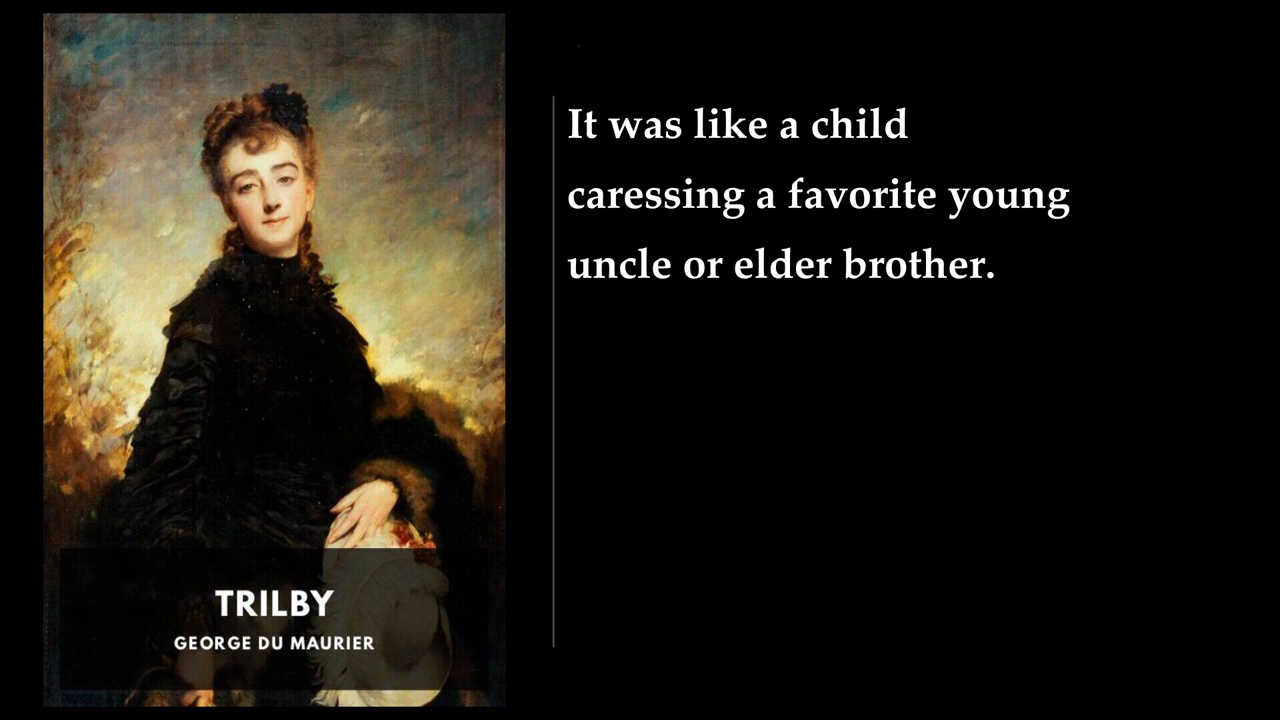 It was like a child
caressing a favorite young
uncle or elder brother.
TRILBY
GEORGE DU MAURIER